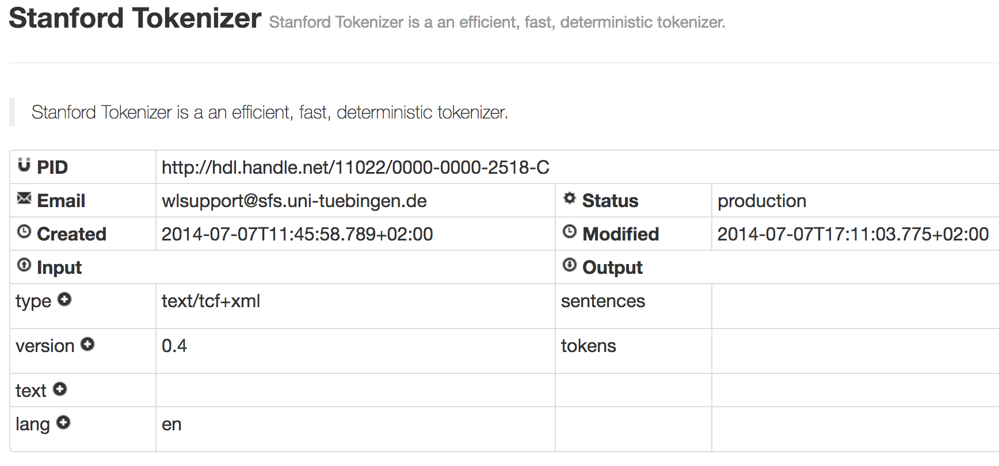 Stanford Tokenizer Stanford Tokenizer is a an efficient, fast, deterministic tokenizer.
Stanford Tokenizer is a an efficient, fast, deterministic tokenizer.
PID http://hdl.handle.net/11022/0000-0000-2518-C
Email wlsupport@sfs.uni-tuebingen.de Status production
Created 2014-07-07T11:45:58.789+02:00 Modified 2014-07-07T17:11:03.775+02:00
Input Output
type text/tcf+xml sentences
version 0.4 tokens
text
lang en